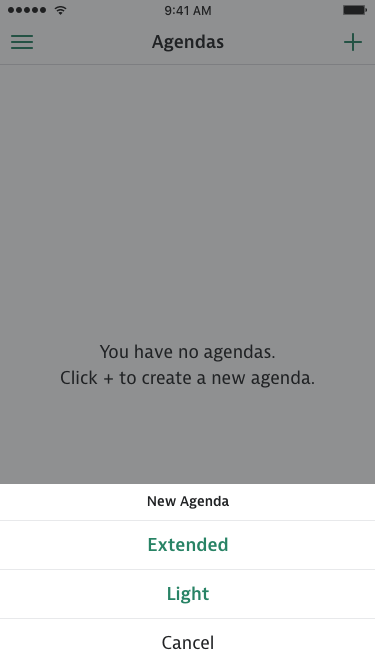 9:41 AM
Agendas
You have no agendas.
Click + to create a new agenda.
New Agenda
Extended
Light
Cancel